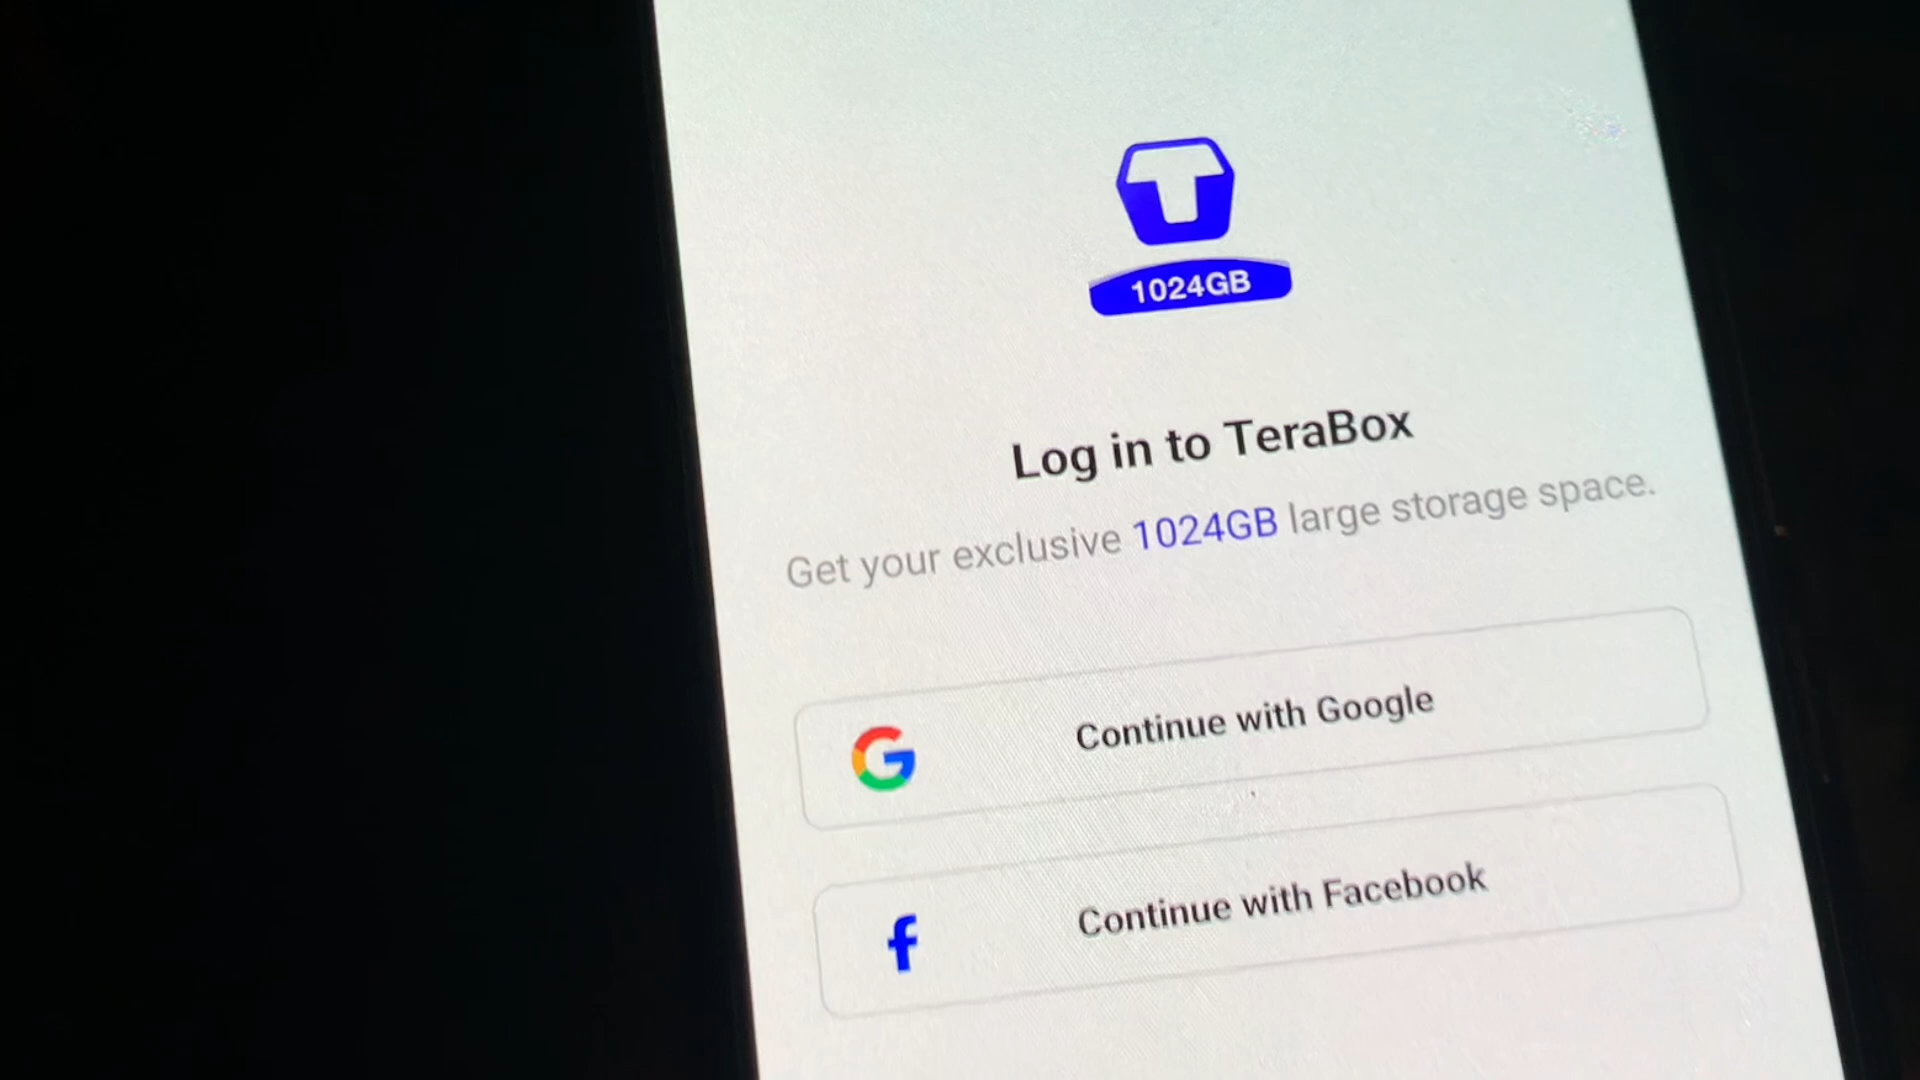 1024GB
Log in to TeraBox
Get your exclusive 1024GB large storage space.
Continue with Google
Continue with Facebook